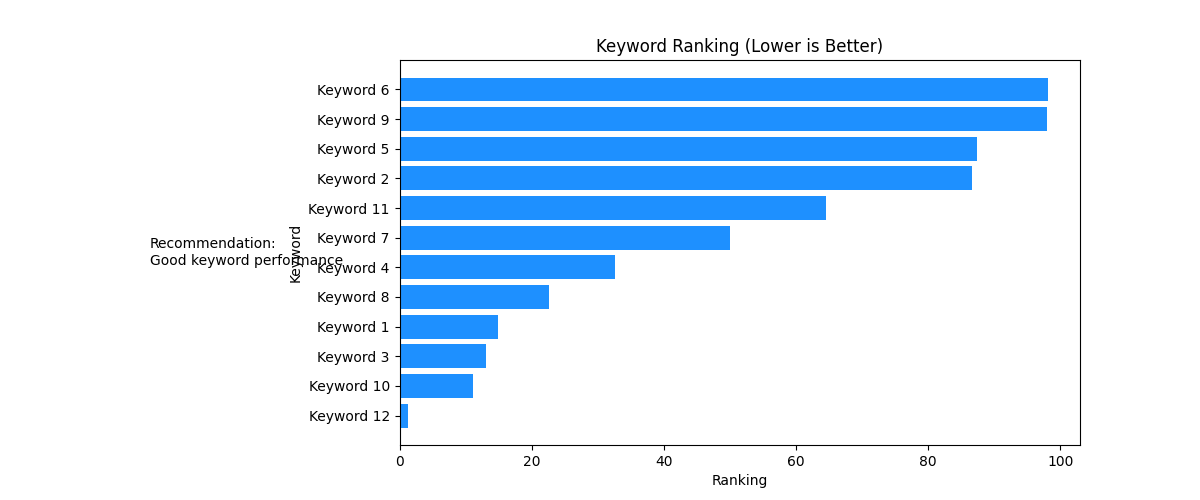 Keyword Ranking (Lower is Better)
Keyword 6
Keyword 9
Keyword 5
Keyword 2
Keyword 11
Keyword 7
Keyword 4
Keyword 8
Keyword 1
Keyword 3
Keyword 10
Keyword 12
Keyword
Recommendation:
Good keyword performance
0 20 40 60 80 100
Ranking